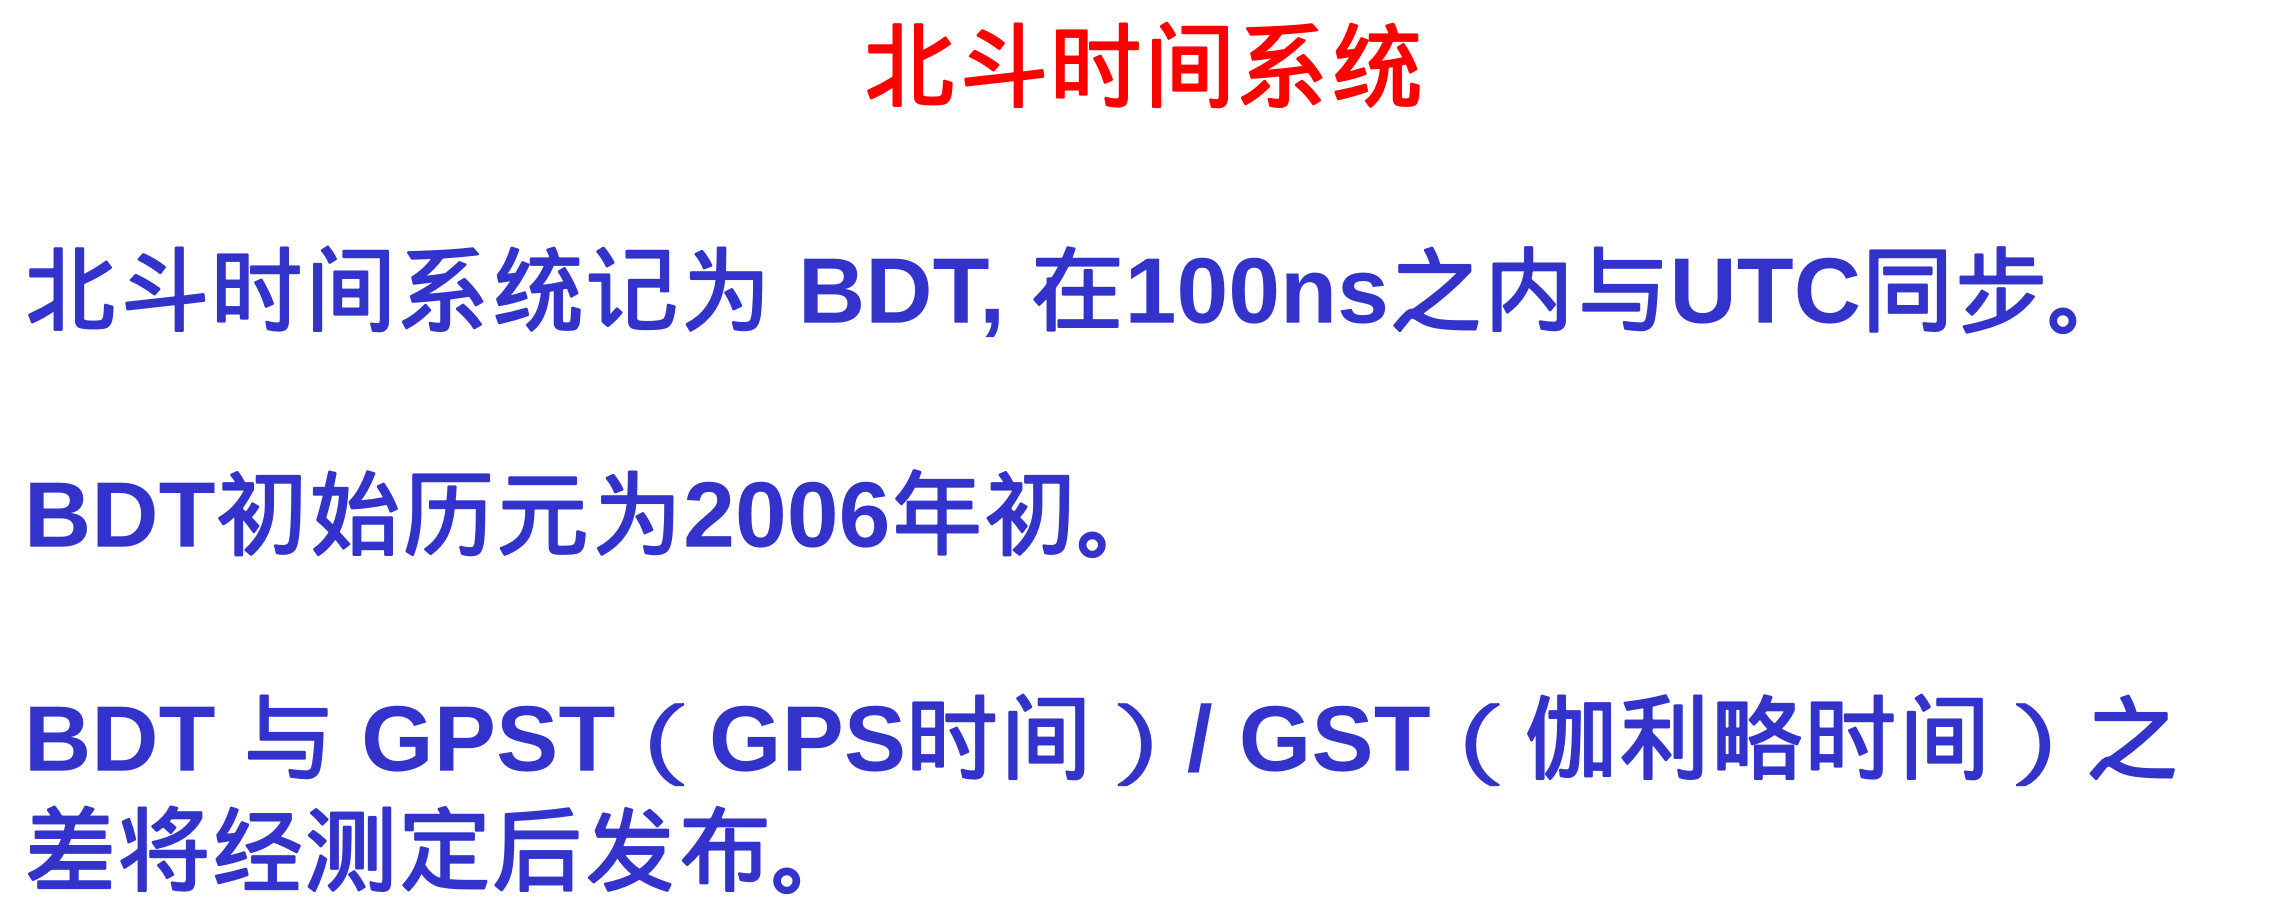 北斗时间系统
北斗时间系统记为 BDT, 在100ns之内与UTC同步。
BDT初始历元为2006年初。
BDT 与 GPST（GPS时间）/ GST（伽利略时间）之
差将经测定后发布。